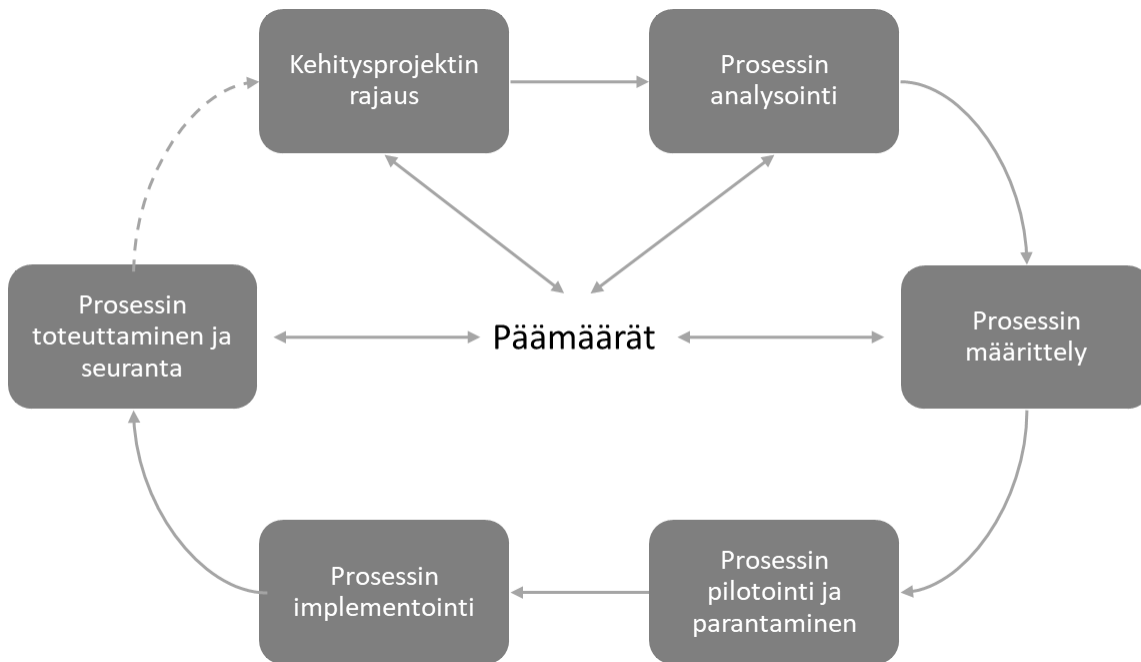 Kehitysprojektin
rajaus
Prosessin
analysointi
Prosessin
toteuttaminen ja
seuranta
Päämäärät
Prosessin
määrittely
Prosessin
implementointi
Prosessin
pilotointi ja
parantaminen